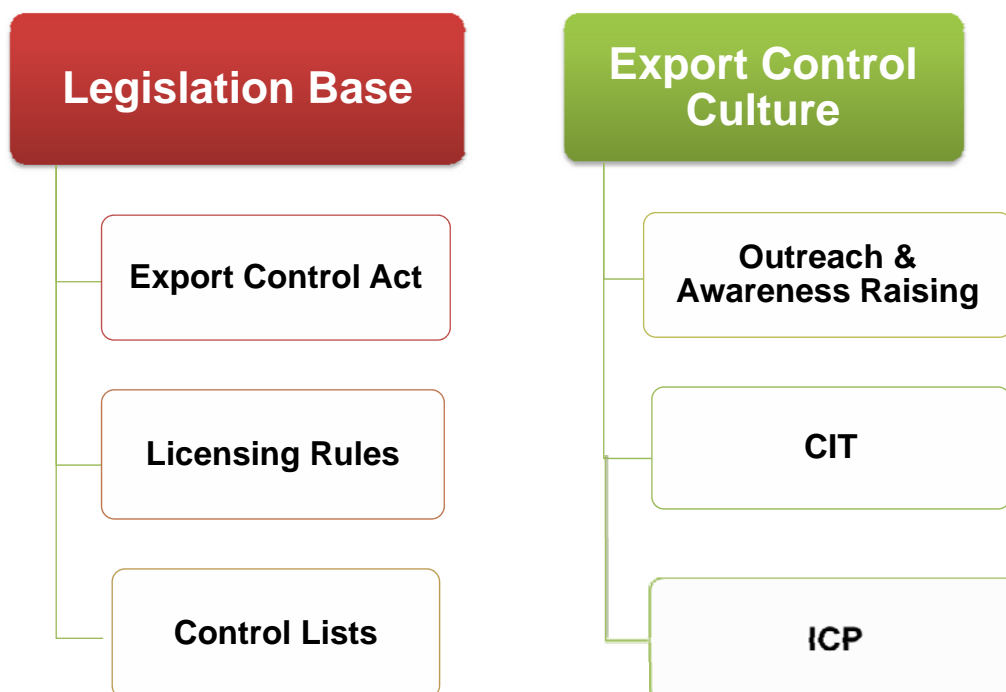 Legislation Base
Export Control Act
Licensing Rules
Control Lists
Export Control
Culture
Outreach &
Awareness Raising
CIT
ICP